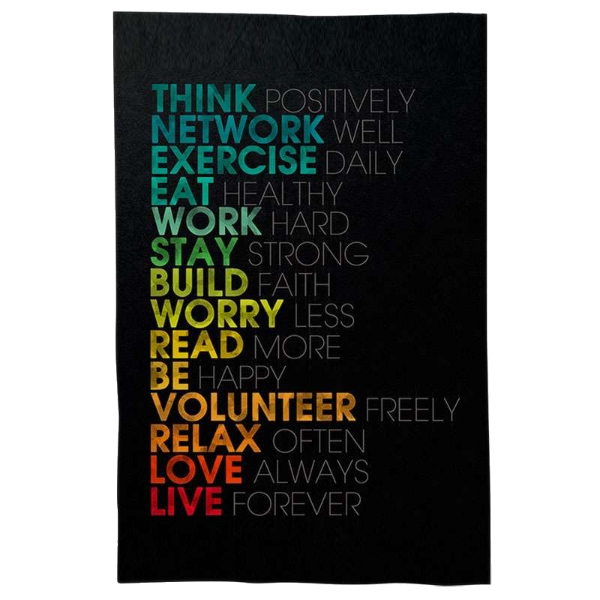 THINK POSITIVELY
NETWORK WELL
EXERCISE DAILY
EAT HEALTHY
WORK HARD
STAY STRONG
BUILD FAITH
WORRY LESS
READ MORE
BE HAPPY
VOLUNTEER FREELY
RELAX OFTEN
LOVE ALWAYS
LIVE FOREVER